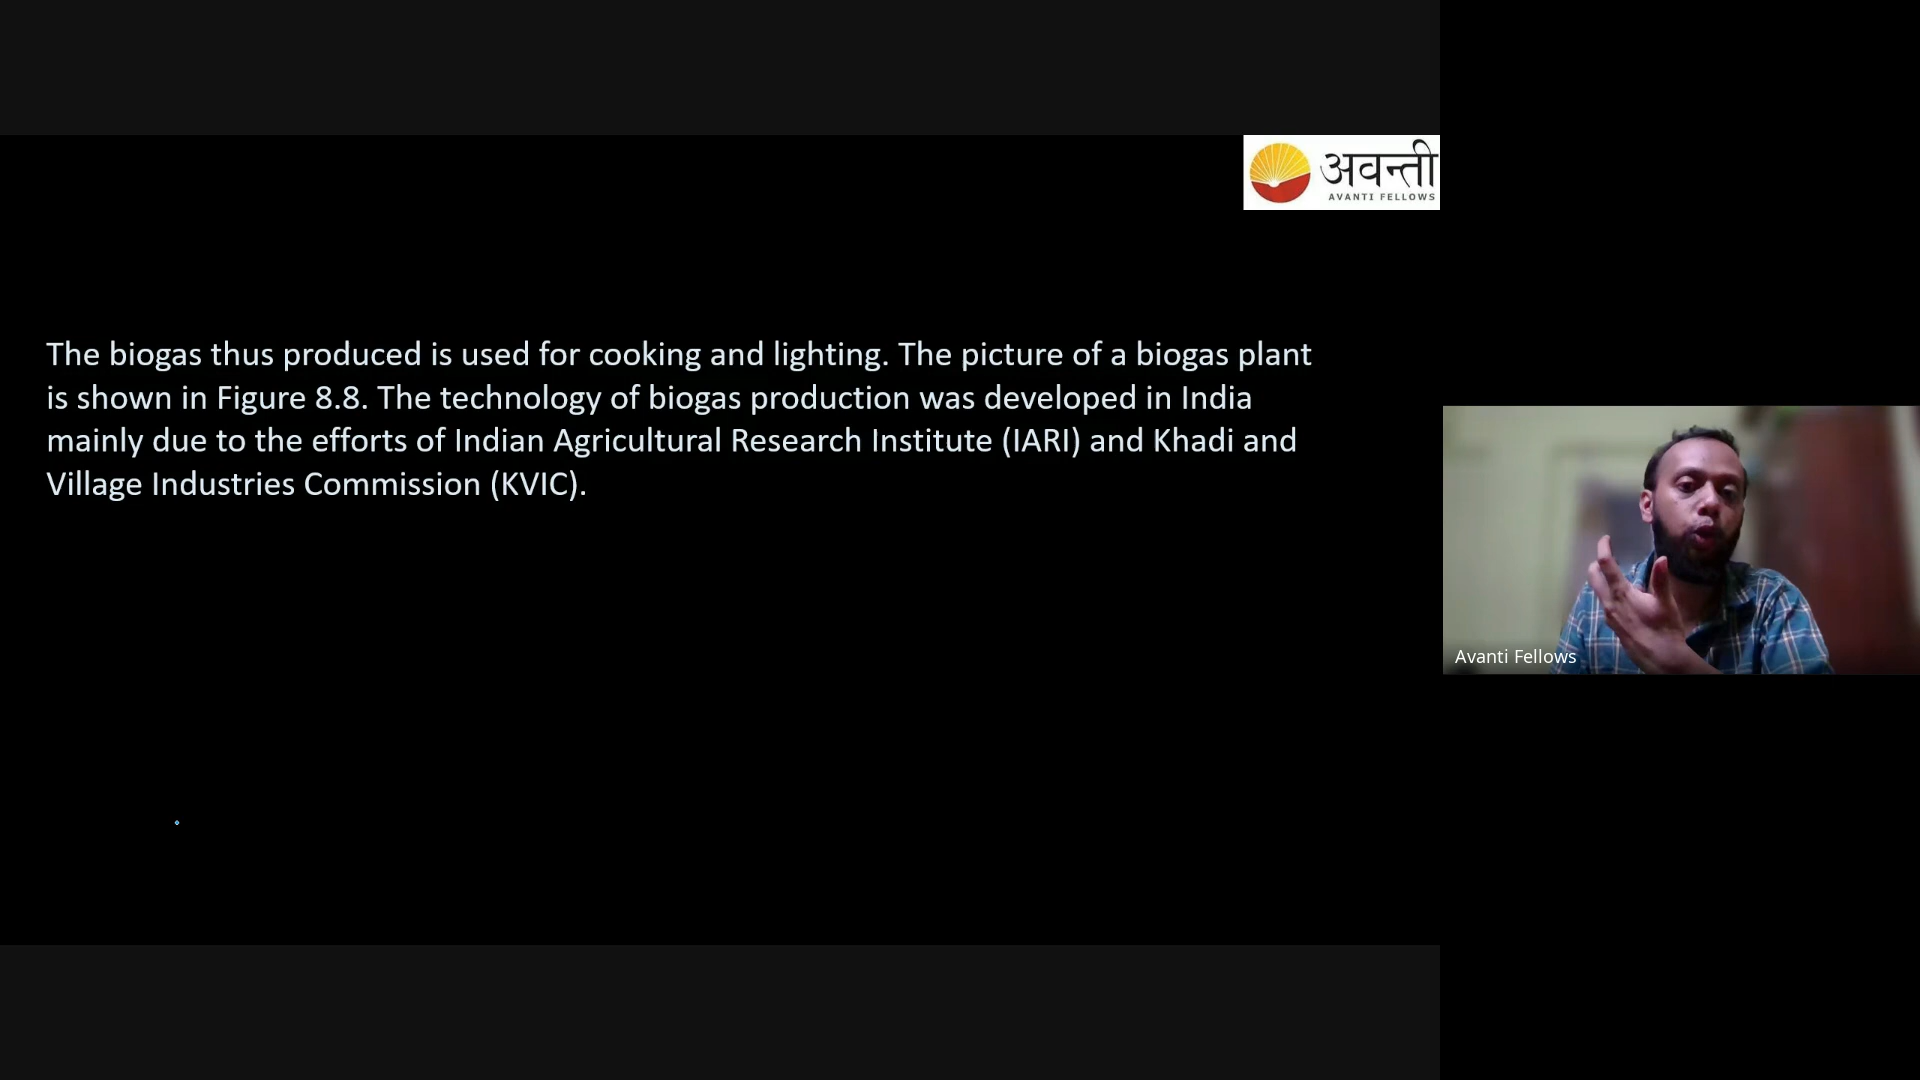 अवन्ती
AVANTI FELLOWS
The biogas thus produced is used for cooking and lighting. The picture of a biogas plant
is shown in Figure 8.8. The technology of biogas production was developed in India
mainly due to the efforts of Indian Agricultural Research Institute (IARI) and Khadi and
Village Industries Commission (KVIC).
Avanti Fellows